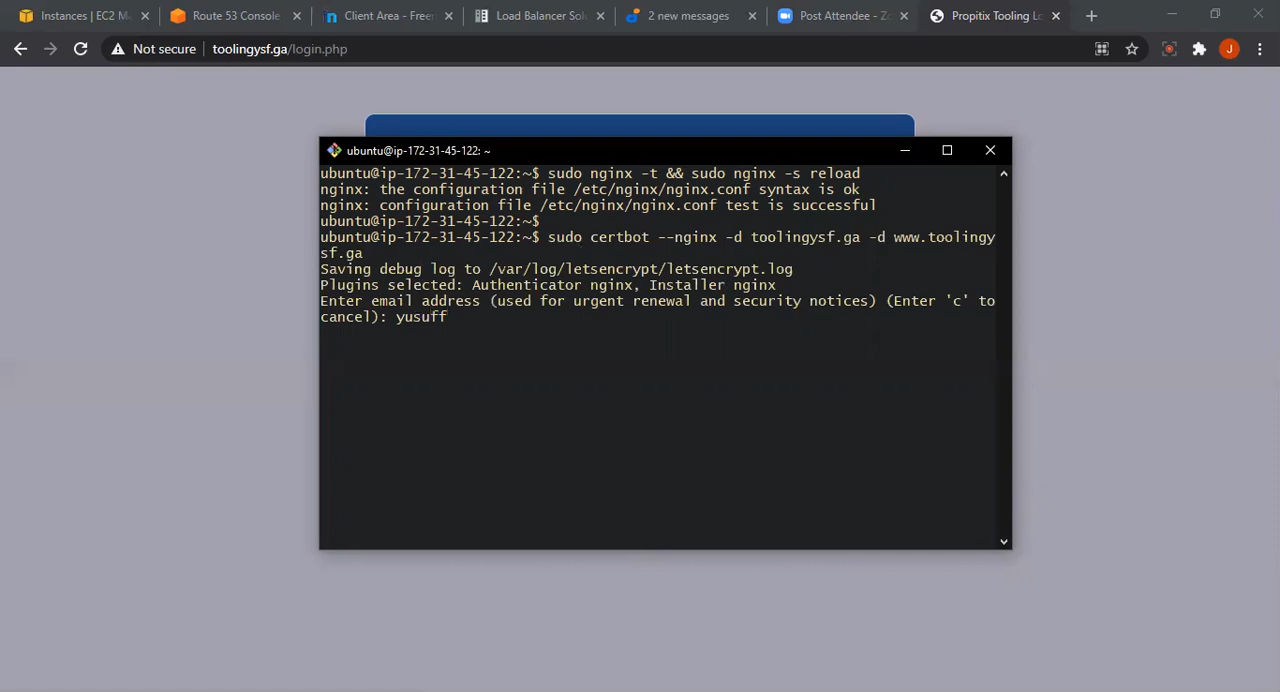 Instances | EC2 M
Route 53 Console
Client Area - Freen
Load Balancer Sol
2 new messages
Post Attendee - Zo
Propitix Tooling Lo
Not secure
toolingysf.ga/login.php
J
ubuntu@ip-172-31-45-122: ~
ubuntu@ip-172-31-45-122:~$ sudo nginx -t && sudo nginx -s reload
nginx: the configuration file /etc/nginx/nginx.conf syntax is ok
nginx: configuration file /etc/nginx/nginx.conf test is successful
ubuntu@ip-172-31-45-122:~$
ubuntu@ip-172-31-45-122:~$ sudo certbot --nginx -d toolingysf.ga -d www.toolingy
sf.ga
Saving debug log to /var/log/letsencrypt/letsencrypt.log
Plugins selected: Authenticator nginx, Installer nginx
Enter email address (used for urgent renewal and security notices) (Enter 'c' to
cancel): yusuff